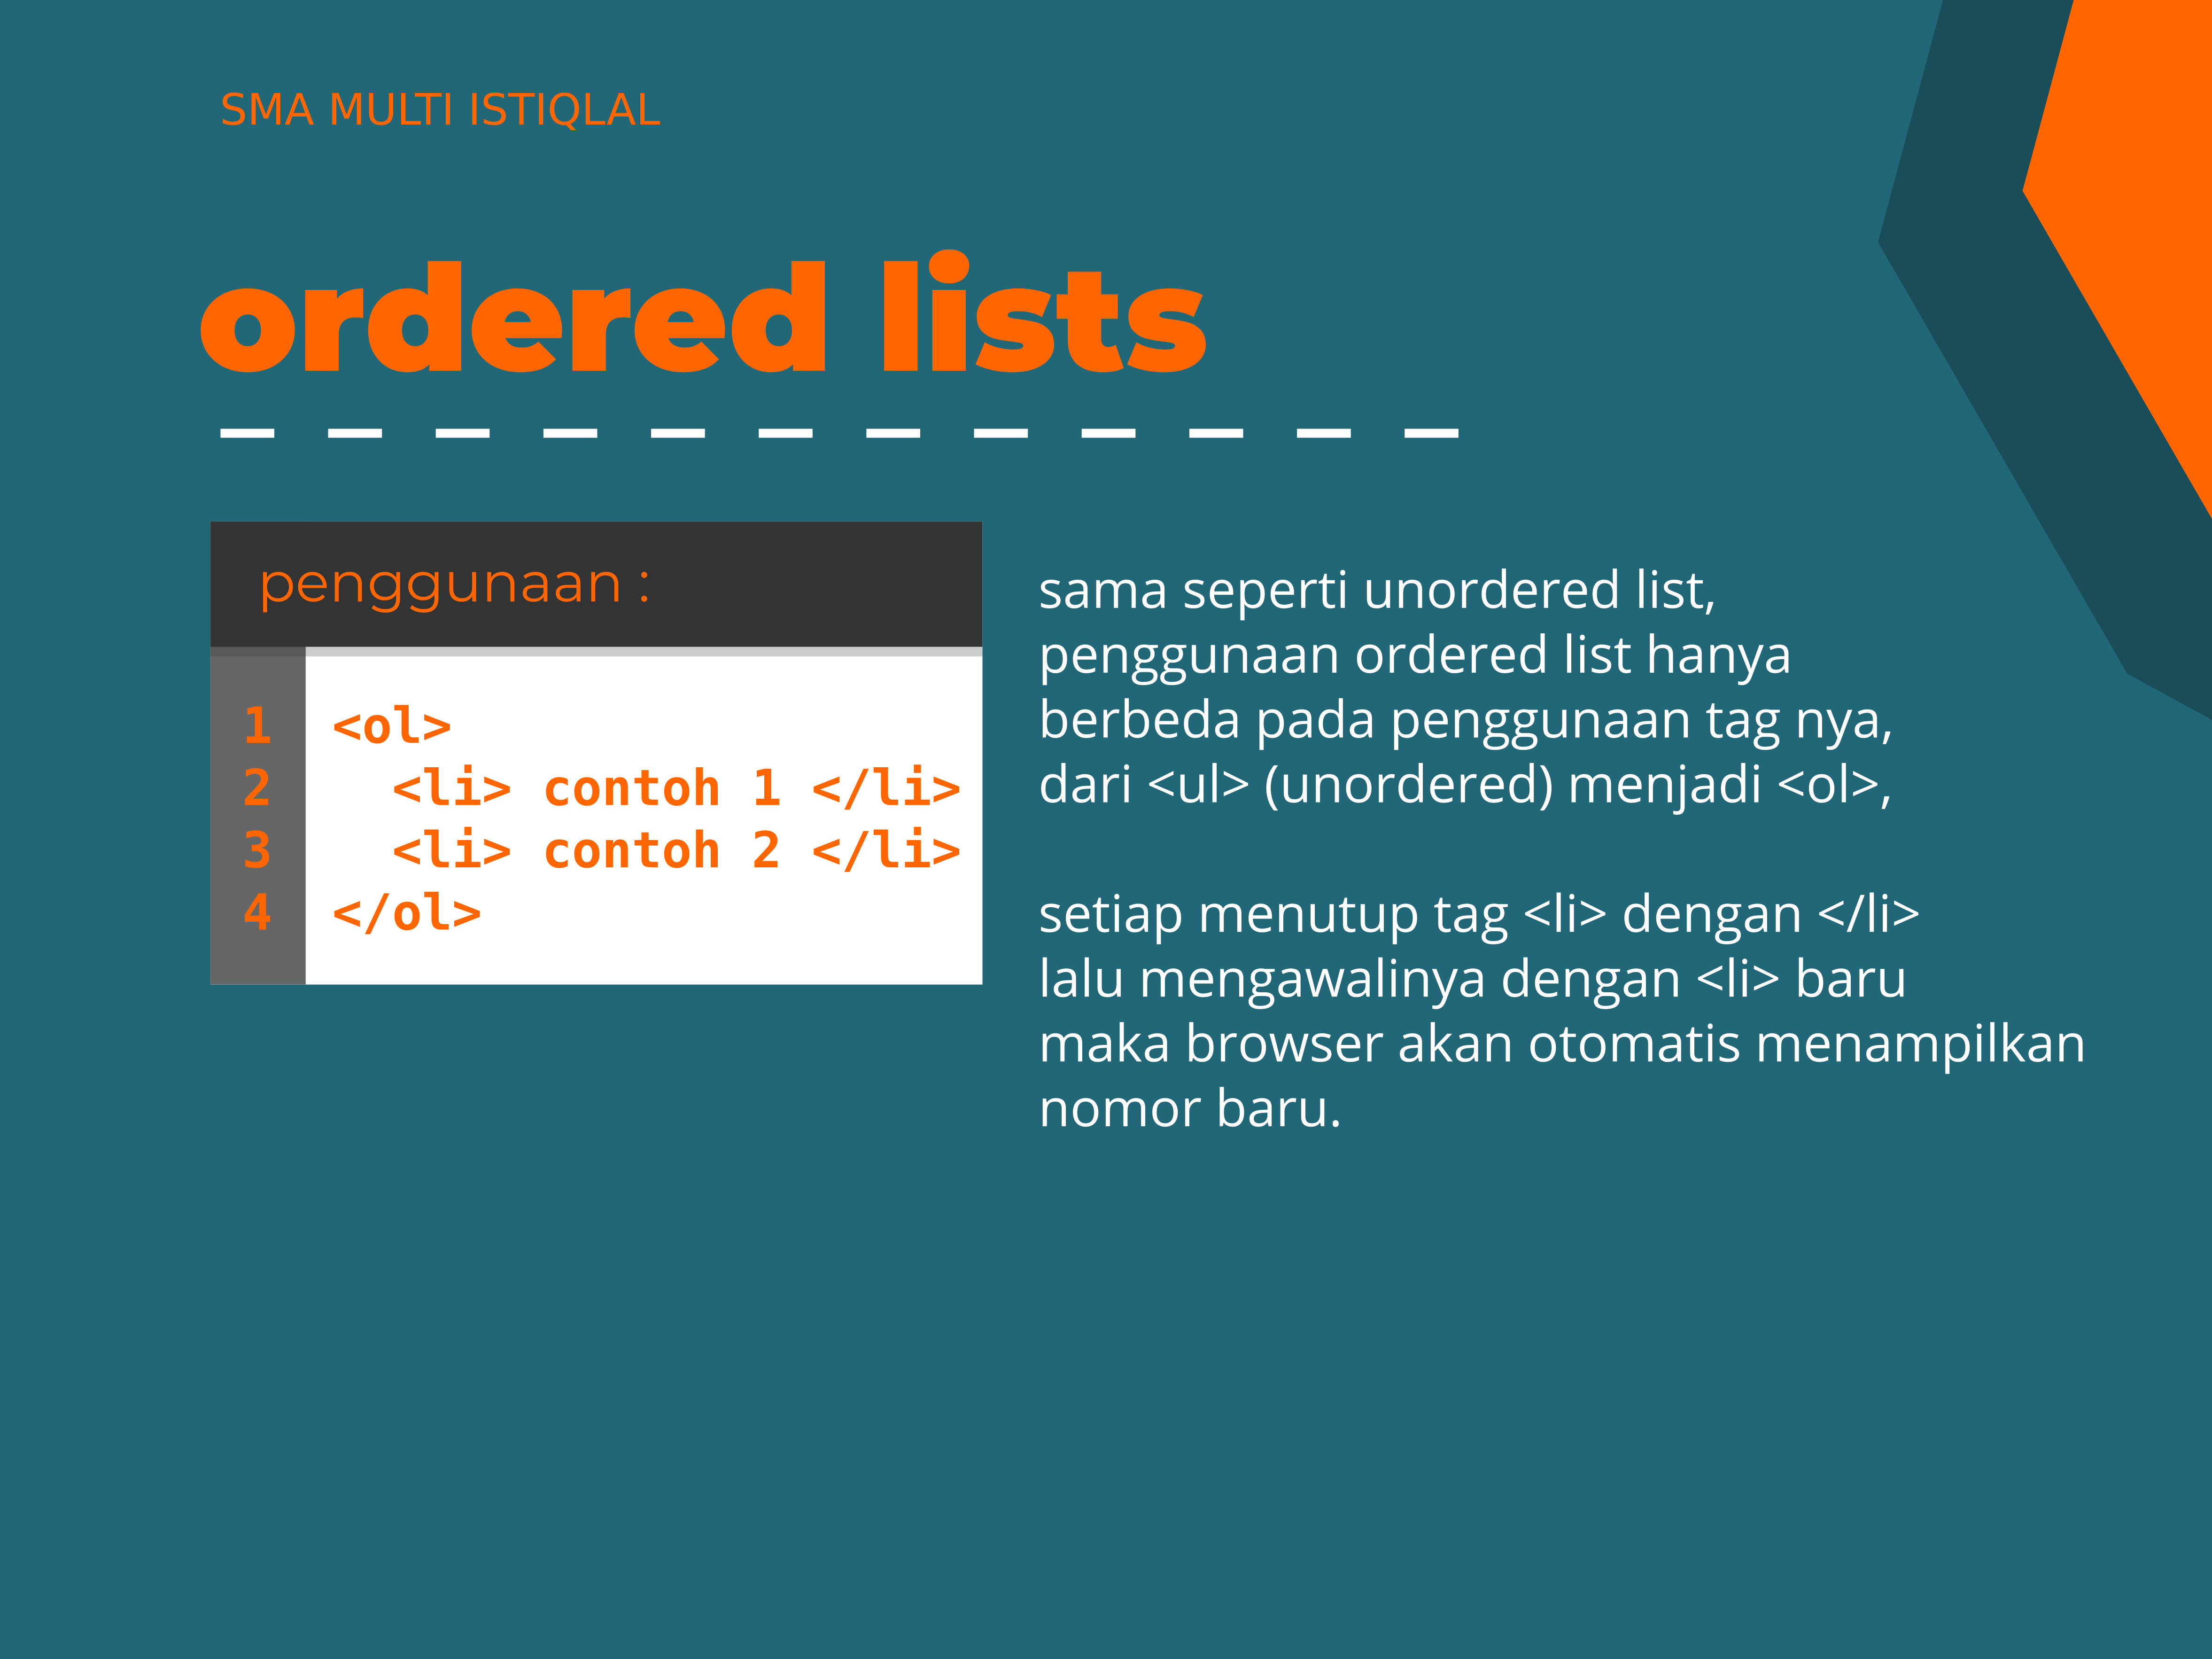 SMA MULTI ISTIQLAL
ordered lists
penggunaan :
1 <ol>
2   <li> contoh 1 </li>
3   <li> contoh 2 </li>
4 </ol>
sama seperti unordered list,
penggunaan ordered list hanya
berbeda pada penggunaan tag nya,
dari <ul> (unordered) menjadi <ol>,
setiap menutup tag <li> dengan </li>
lalu mengawalinya dengan <li> baru
maka browser akan otomatis menampilkan
nomor baru.